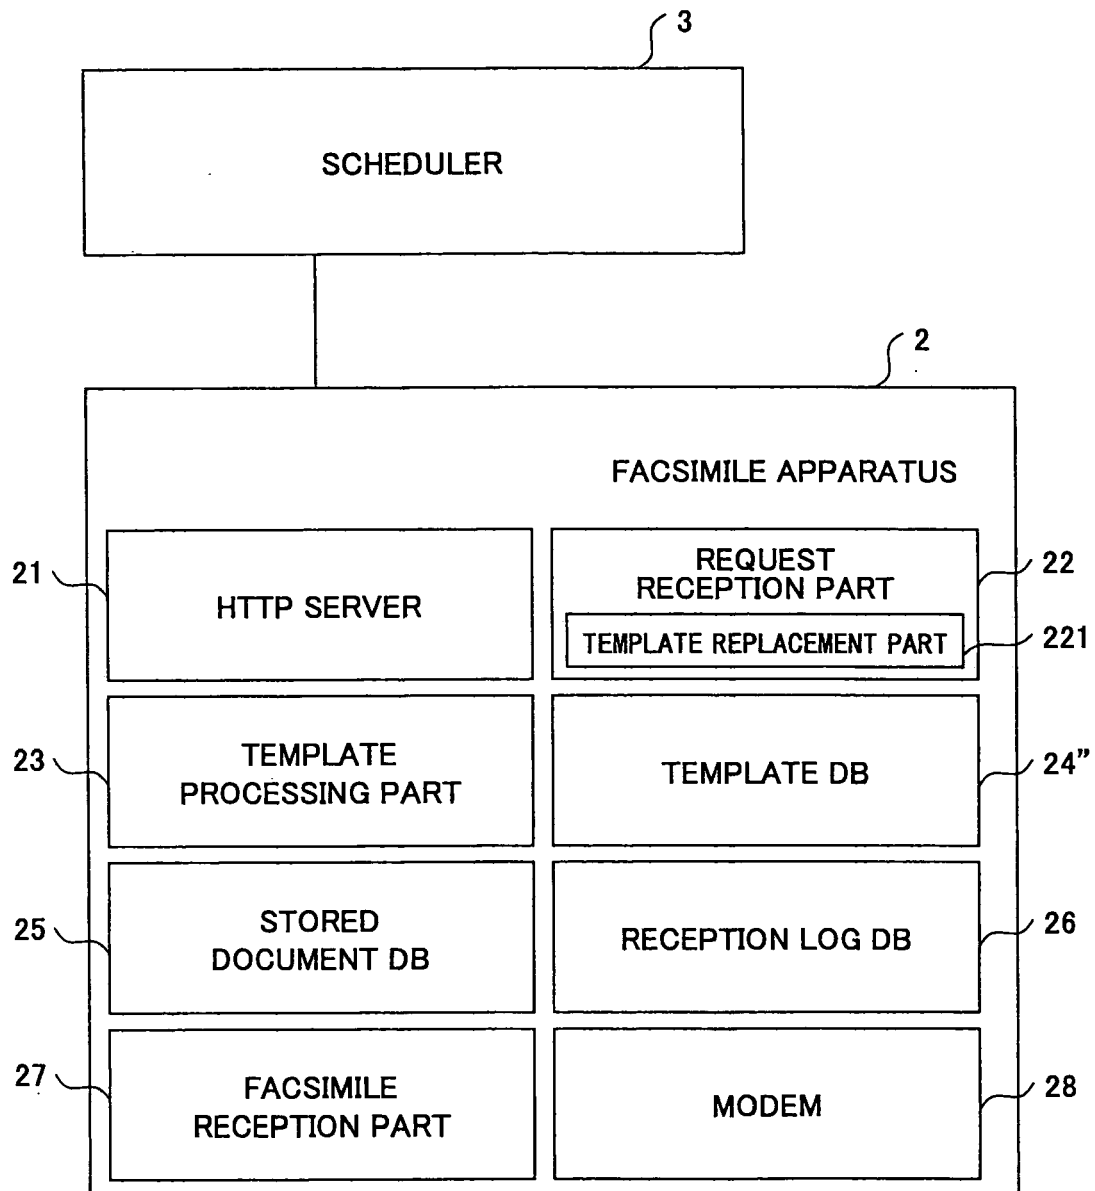 3
SCHEDULER
2
FACSIMILE APPARATUS
21
HTTP SERVER
REQUEST
RECEPTION PART
22
TEMPLATE REPLACEMENT PART
221
23
TEMPLATE
PROCESSING PART
TEMPLATE DB
24”
25
STORED
DOCUMENT DB
RECEPTION LOG DB
26
27
FACSIMILE
RECEPTION PART
MODEM
28